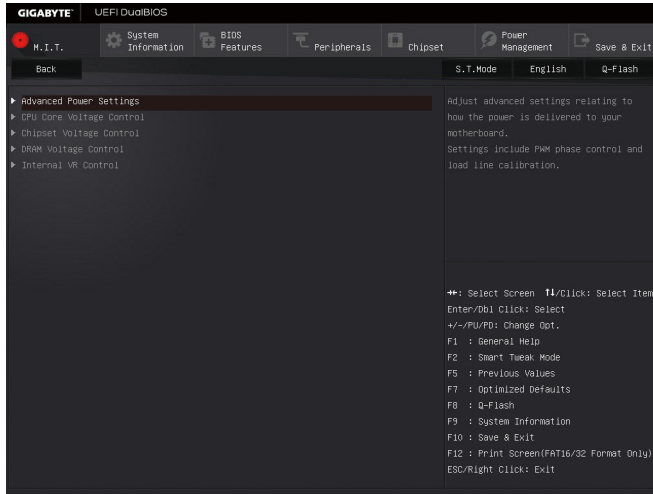 GIGABYTE™ UEFI DualBIOS
M.I.T.
System Information
BIOS Features
Peripherals
Chipset
Power Management
Save & Exit
Back
S.T.Mode English Q-Flash
Advanced Power Settings
CPU Core Voltage Control
Chipset Voltage Control
DRAM Voltage Control
Internal VR Control
Adjust advanced settings relating to
how the power is delivered to your
motherboard.
Settings include PWM phase control and
load line calibration.
→←: Select Screen ↑↓/Click: Select Item
Enter/Dbl Click: Select
+/-/PU/PD: Change Opt.
F1 : General Help
F2 : Smart Tweak Mode
F5 : Previous Values
F7 : Optimized Defaults
F8 : Q-Flash
F9 : System Information
F10 : Save & Exit
F12 : Print Screen(FAT16/32 Format Only)
ESC/Right Click: Exit